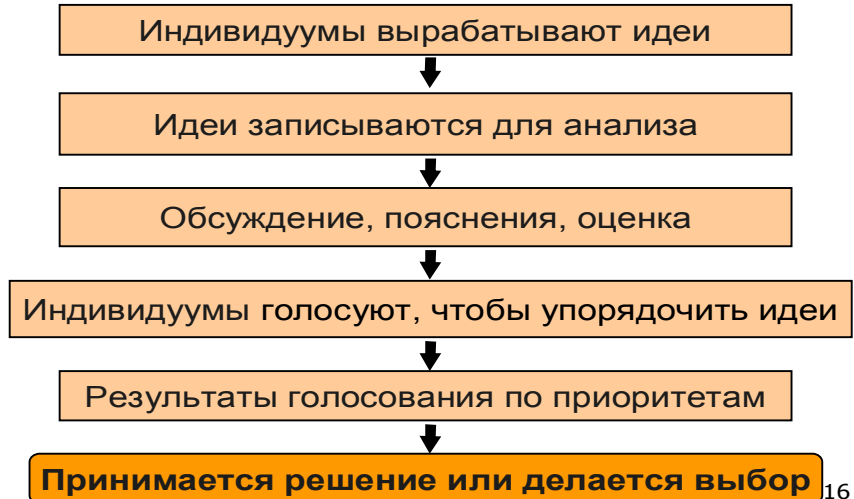 Индивидуумы вырабатывают идеи
Идеи записываются для анализа
Обсуждение, пояснения, оценка
Индивидуумы голосуют, чтобы упорядочить идеи
Результаты голосования по приоритетам
Принимается решение или делается выбор
16